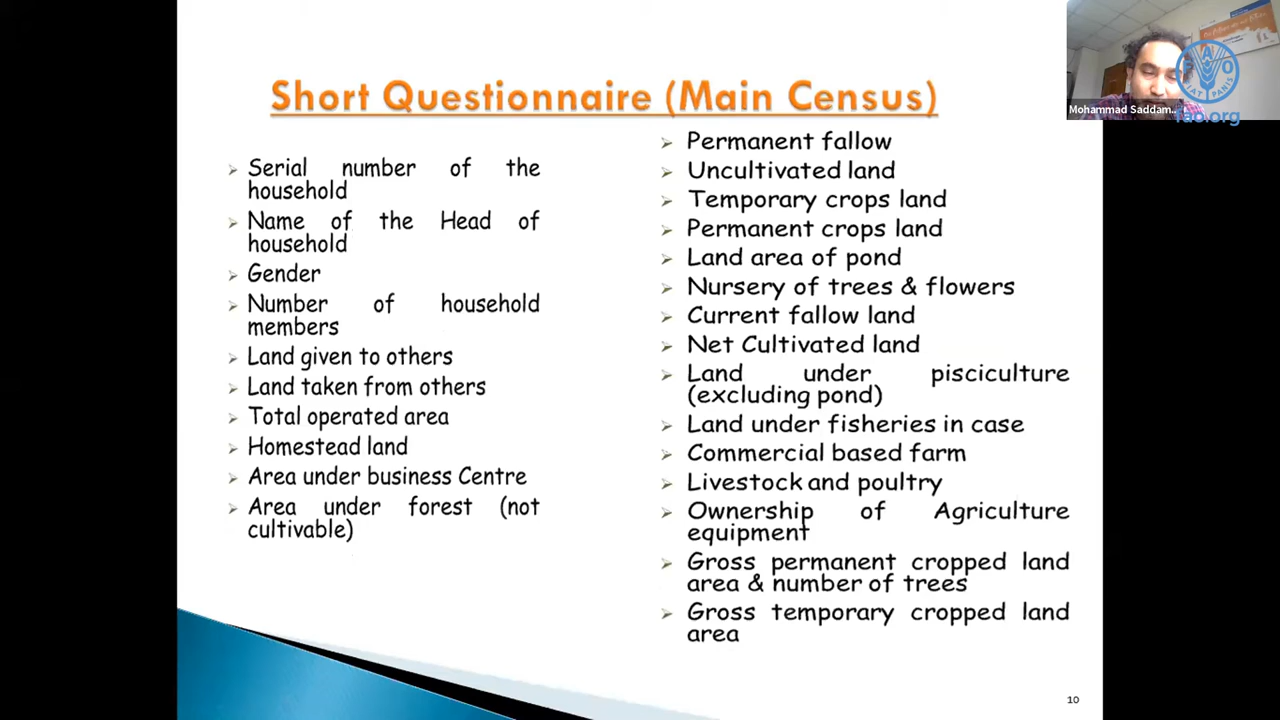 Short Questionnaire (Main Census)
Serial number of the
household
Name of the Head of
household
Gender
Number of household
members
Land given to others
Land taken from others
Total operated area
Homestead land
Area under business Centre
Area under forest (not
cultivable)
Permanent fallow
Uncultivated land
Temporary crops land
Permanent crops land
Land area of pond
Nursery of trees & flowers
Current fallow land
Net Cultivated land
Land under pisciculture
(excluding pond)
Land under fisheries in case
Commercial based farm
Livestock and poultry
Ownership of Agriculture
equipment
Gross permanent cropped land
area & number of trees
Gross temporary cropped land
area
10
Mohammad Saddam...
FAO
FIAT PANIS
fao.org